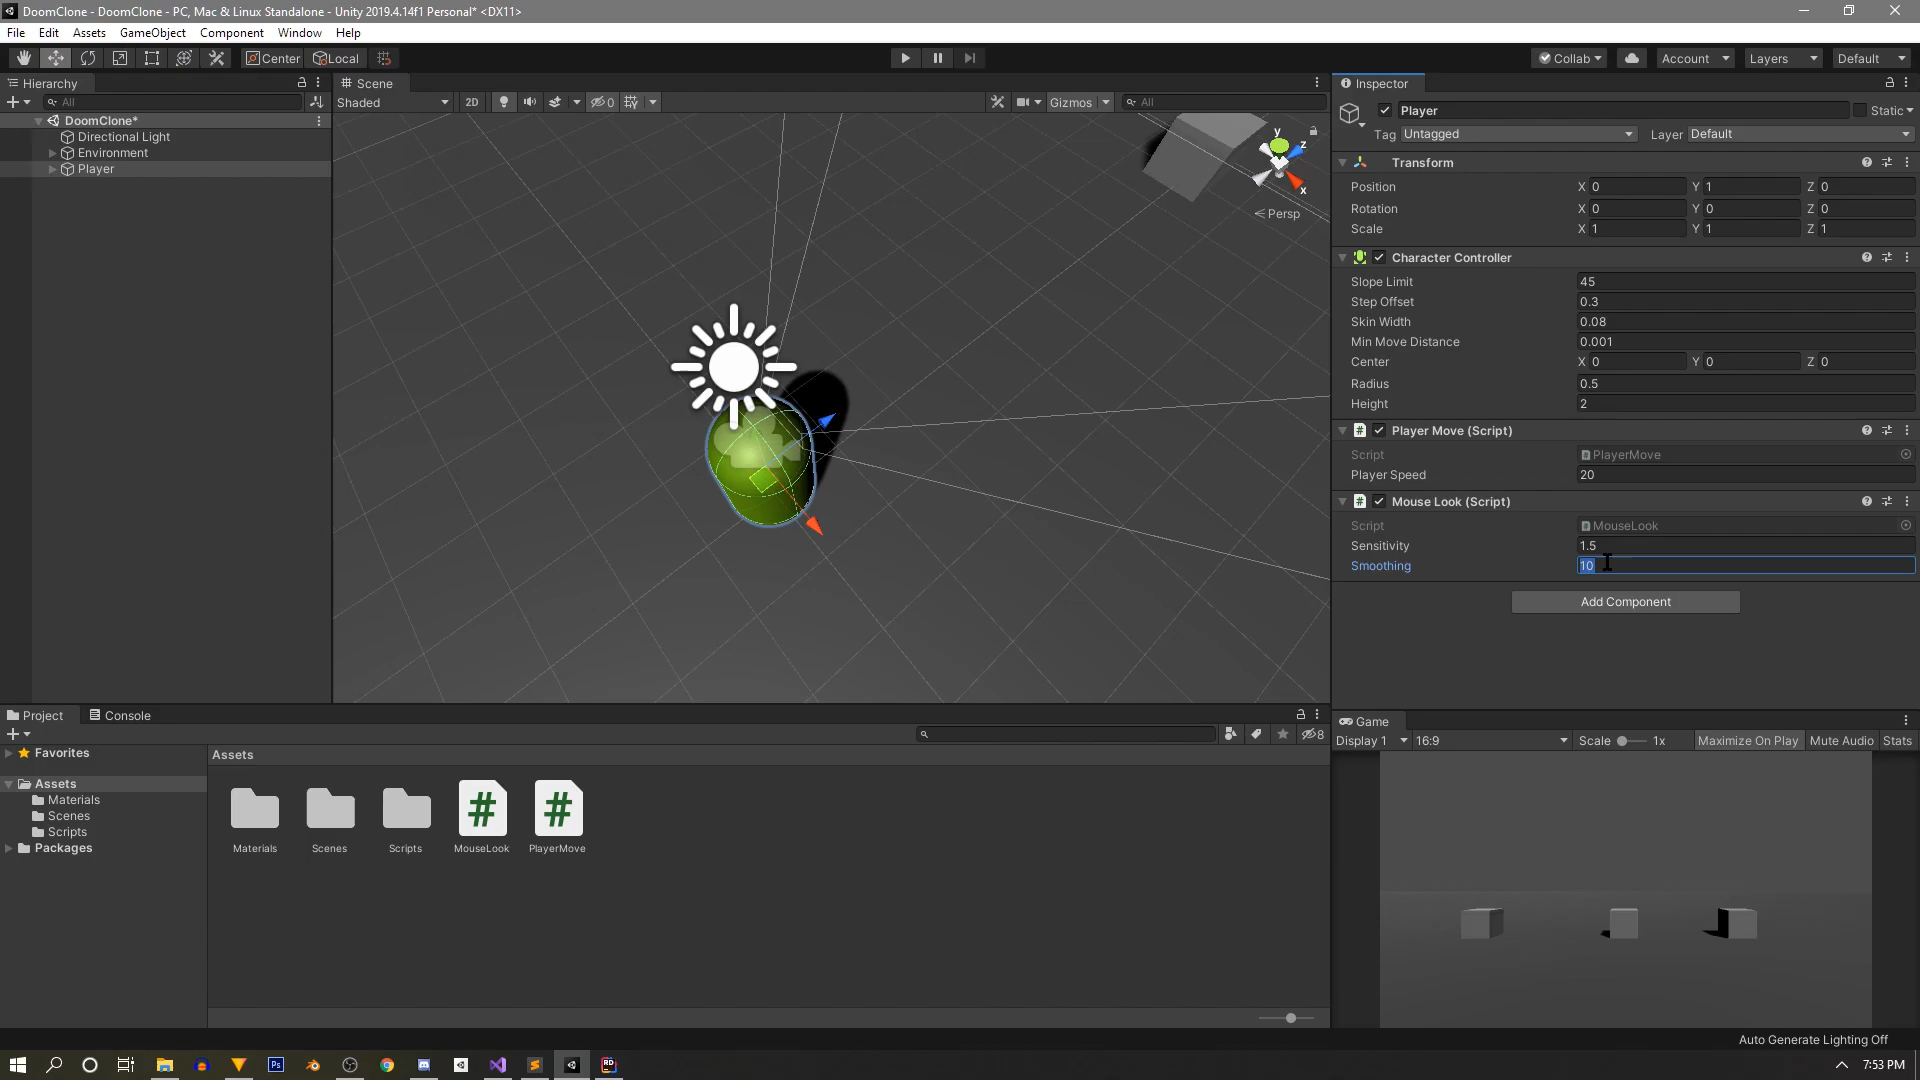 DoomClone - DoomClone - PC, Mac & Linux Standalone - Unity 2019.4.14f1 Personal* <DX11>
File Edit Assets GameObject Component Window Help
Center Local Collab Account Layers Default
Hierarchy
All
DoomClone*
Directional Light
Environment
Player
Scene
Shaded 2D 0 Gizmos All
y
z
x
Persp
Inspector
Player Static
Tag Untagged Layer Default
Transform
Position X 0 Y 1 Z 0
Rotation X 0 Y 0 Z 0
Scale X 1 Y 1 Z 1
Character Controller
Slope Limit 45
Step Offset 0.3
Skin Width 0.08
Min Move Distance 0.001
Center X 0 Y 0 Z 0
Radius 0.5
Height 2
# Player Move (Script)
Script PlayerMove
Player Speed 20
# Mouse Look (Script)
Script MouseLook
Sensitivity 1.5
Smoothing 10
Add Component
Project Console
8
Favorites
Assets
Materials
Scenes
Scripts
Packages
Assets
# #
Materials Scenes Scripts MouseLook PlayerMove
Game
Display 1 16:9 Scale 1x Maximize On Play Mute Audio Stats
Auto Generate Lighting Off
Ps
RD
7:53 PM